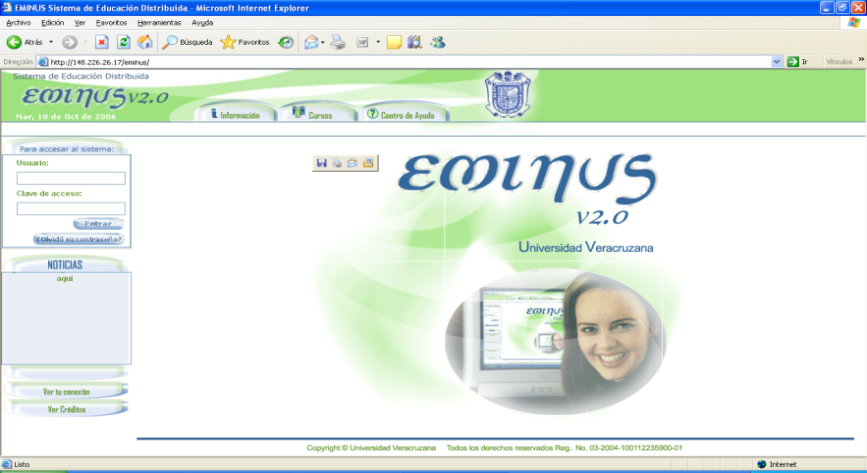 EMINUS Sistema de Educación Distribuida - Microsoft Internet Explorer
Archivo Edición Ver Favoritos Herramientas Ayuda
Atrás Búsqueda Favoritos
Dirección http://148.226.26.17/eminus/ Ir Vínculos »
Sistema de Educación Distribuida
eminus v2.0
Mar, 10 de Oct de 2006
Información Cursos Centro de Ayuda
Para accesar al sistema:
Usuario:
Clave de acceso:
Entrar
¿Olvidó su contraseña?
NOTICIAS
aqui
Ver tu conexión
Ver Créditos
eminus
v2.0
Universidad Veracruzana
eminus
Copyright © Universidad Veracruzana Todos los derechos reservados Reg.. No. 03-2004-100112235900-01
Listo Internet